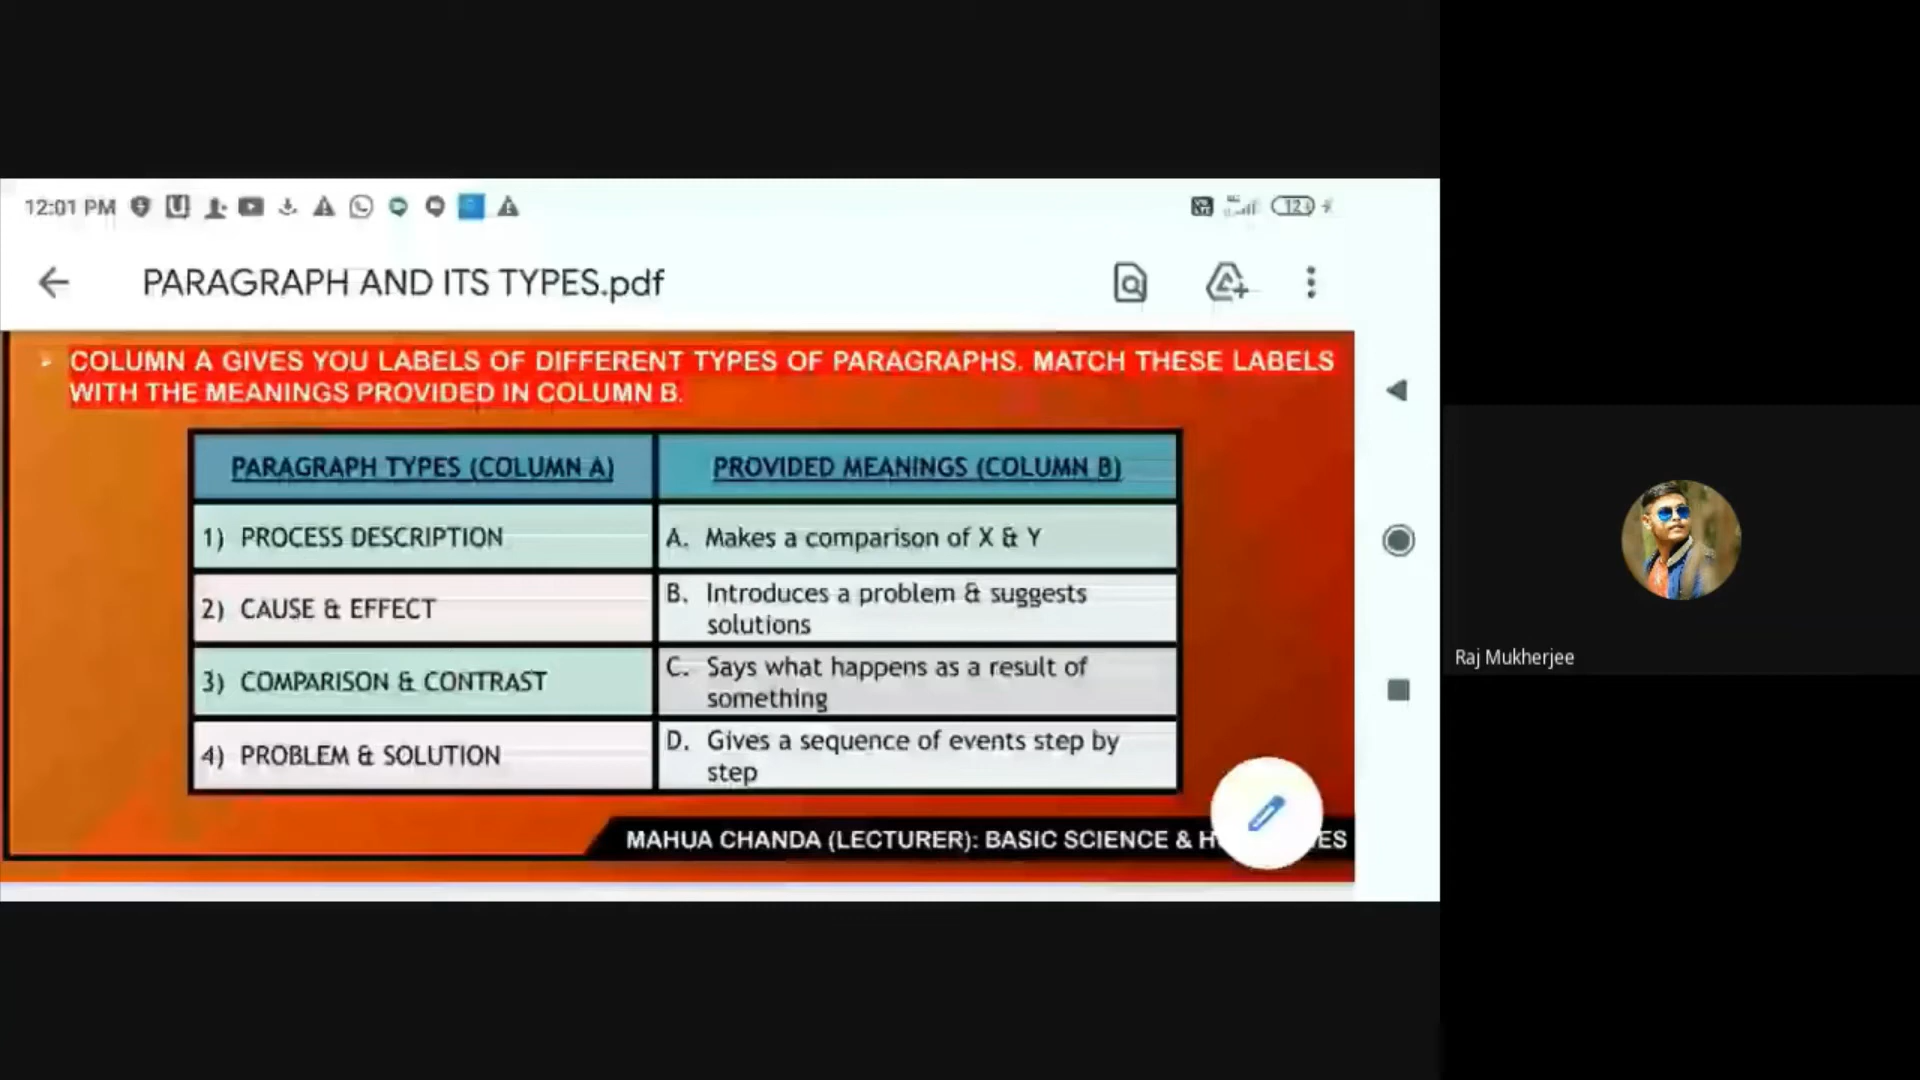 12:01 PM
PARAGRAPH AND ITS TYPES.pdf
COLUMN A GIVES YOU LABELS OF DIFFERENT TYPES OF PARAGRAPHS. MATCH THESE LABELS
WITH THE MEANINGS PROVIDED IN COLUMN B.
PARAGRAPH TYPES (COLUMN A)
PROVIDED MEANINGS (COLUMN B)
1) PROCESS DESCRIPTION
A. Makes a comparison of X & Y
2) CAUSE & EFFECT
B. Introduces a problem & suggests
solutions
3) COMPARISON & CONTRAST
C. Says what happens as a result of
something
4) PROBLEM & SOLUTION
D. Gives a sequence of events step by
step
MAHUA CHANDA (LECTURER): BASIC SCIENCE &
Raj Mukherjee